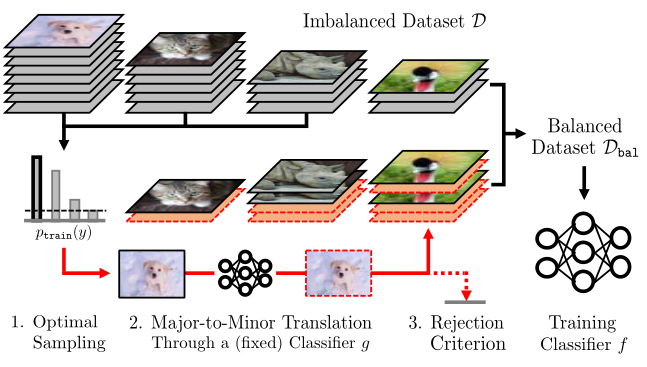 Imbalanced Dataset 𝒟
Balanced
Dataset 𝒟bal
ptrain(y)
1. Optimal
Sampling
2. Major-to-Minor Translation
Through a (fixed) Classifier g
3. Rejection
Criterion
Training
Classifier f